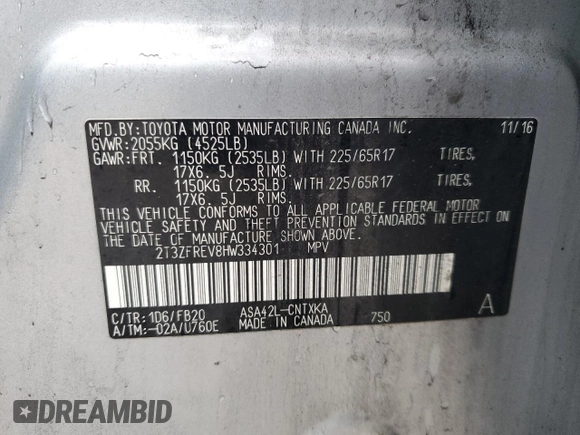 MFD.BY:TOYOTA MOTOR MANUFACTURING CANADA INC. 11/16
GVWR:2055KG (4525LB)
GAWR:FRT. 1150KG (2535LB) WITH 225/65R17 TIRES,
17X6. 5J RIMS.
RR. 1150KG (2535LB) WITH 225/65R17 TIRES,
17X6. 5J RIMS.
THIS VEHICLE CONFORMS TO ALL APPLICABLE FEDERAL MOTOR
VEHICLE SAFETY AND THEFT PREVENTION STANDARDS IN EFFECT ON
THE DATE OF MANUFACTURE SHOWN ABOVE.
2T3ZFREV8HW334301 MPV
C/TR:1D6/FB20 ASA42L-CNTXKA A
A/TM:-02A/U760E MADE IN CANADA 750
DREAMBID
DREAMBID